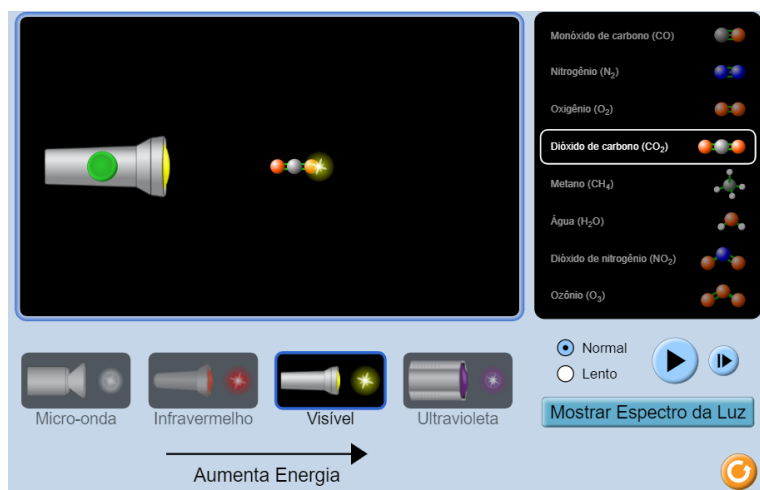 Monóxido de carbono (CO)
Nitrogênio (N₂)
Oxigênio (O₂)
Dióxido de carbono (CO₂)
Metano (CH₄)
Água (H₂O)
Dióxido de nitrogênio (NO₂)
Ozônio (O₃)
Micro-onda
Infravermelho
Visível
Ultravioleta
Aumenta Energia
Normal
Lento
Mostrar Espectro da Luz